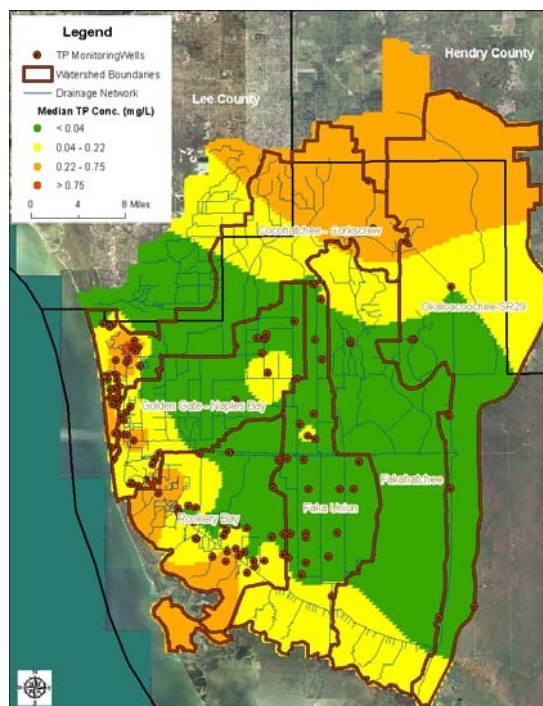 Legend
TP MonitoringWells
Watershed Boundaries
Drainage Network
Median TP Conc. (mg/L)
< 0.04
0.04 - 0.22
0.22 - 0.75
> 0.75
0 4 8 Miles
Hendry County
Lee County
Cocohatchee - Corkscrew
Okaloacoochee-SR29
Golden Gate - Naples Bay
Fakahatchee
Rookery Bay
Faka Union
N